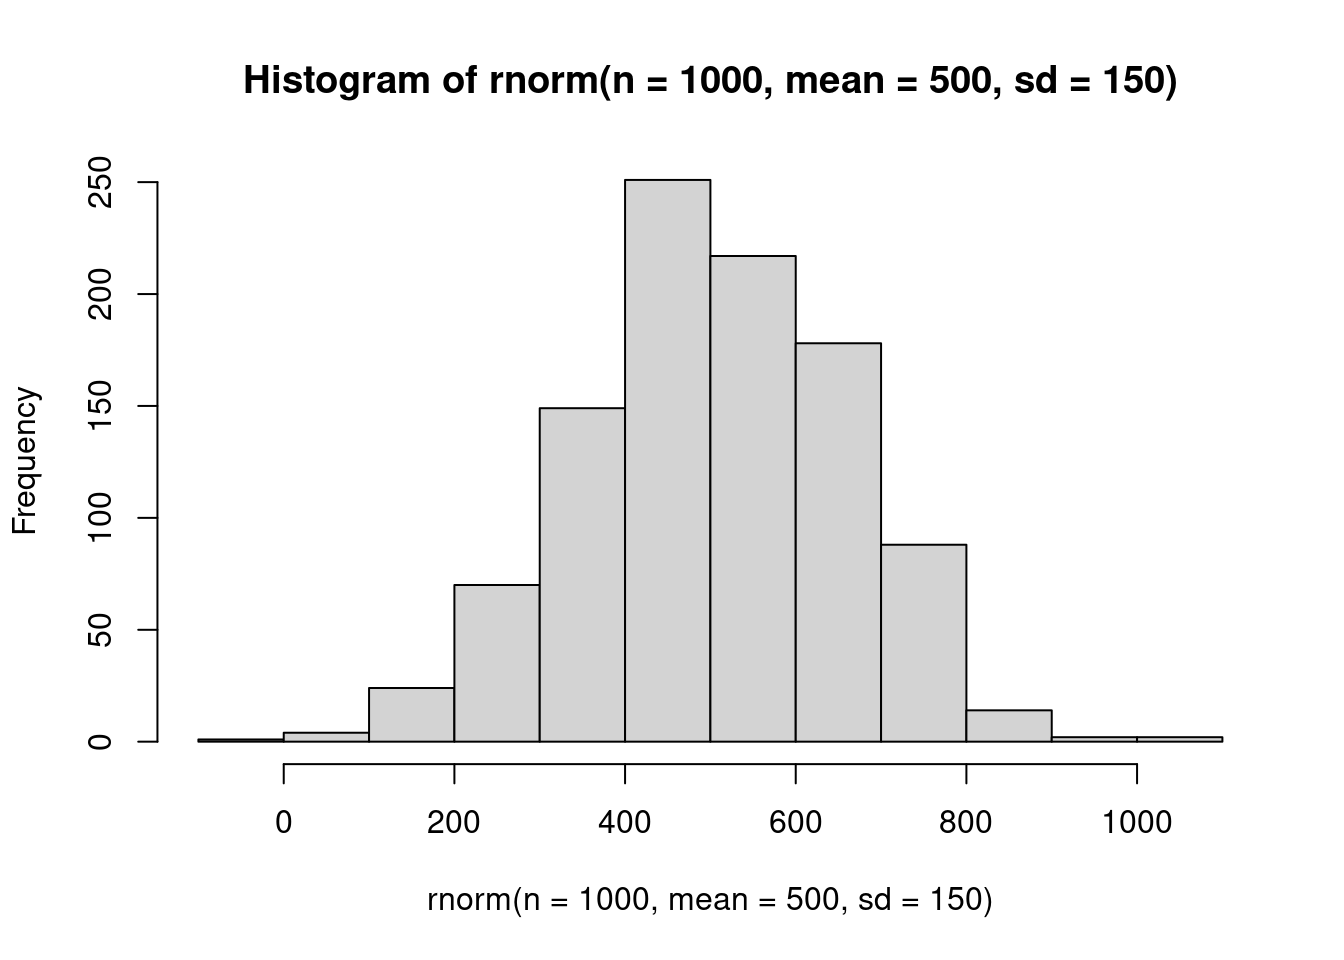 Histogram of rnorm(n = 1000, mean = 500, sd = 150)
Frequency
250
200
150
100
50
0
0 200 400 600 800 1000
rnorm(n = 1000, mean = 500, sd = 150)